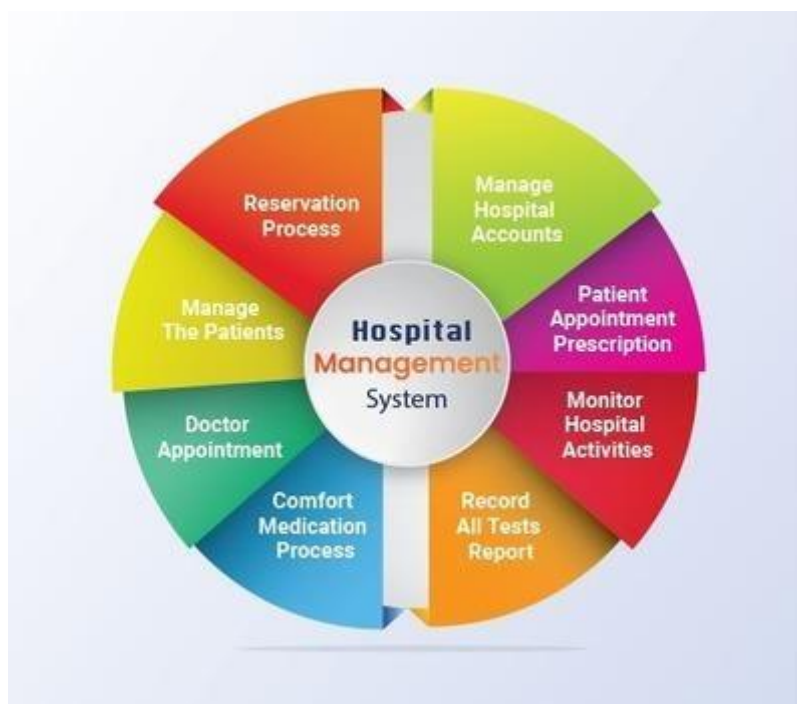 Reservation
Process
Manage
Hospital
Accounts
Manage
The Patients
Patient
Appointment
Prescription
Hospital
Management
System
Doctor
Appointment
Monitor
Hospital
Activities
Comfort
Medication
Process
Record
All Tests
Report